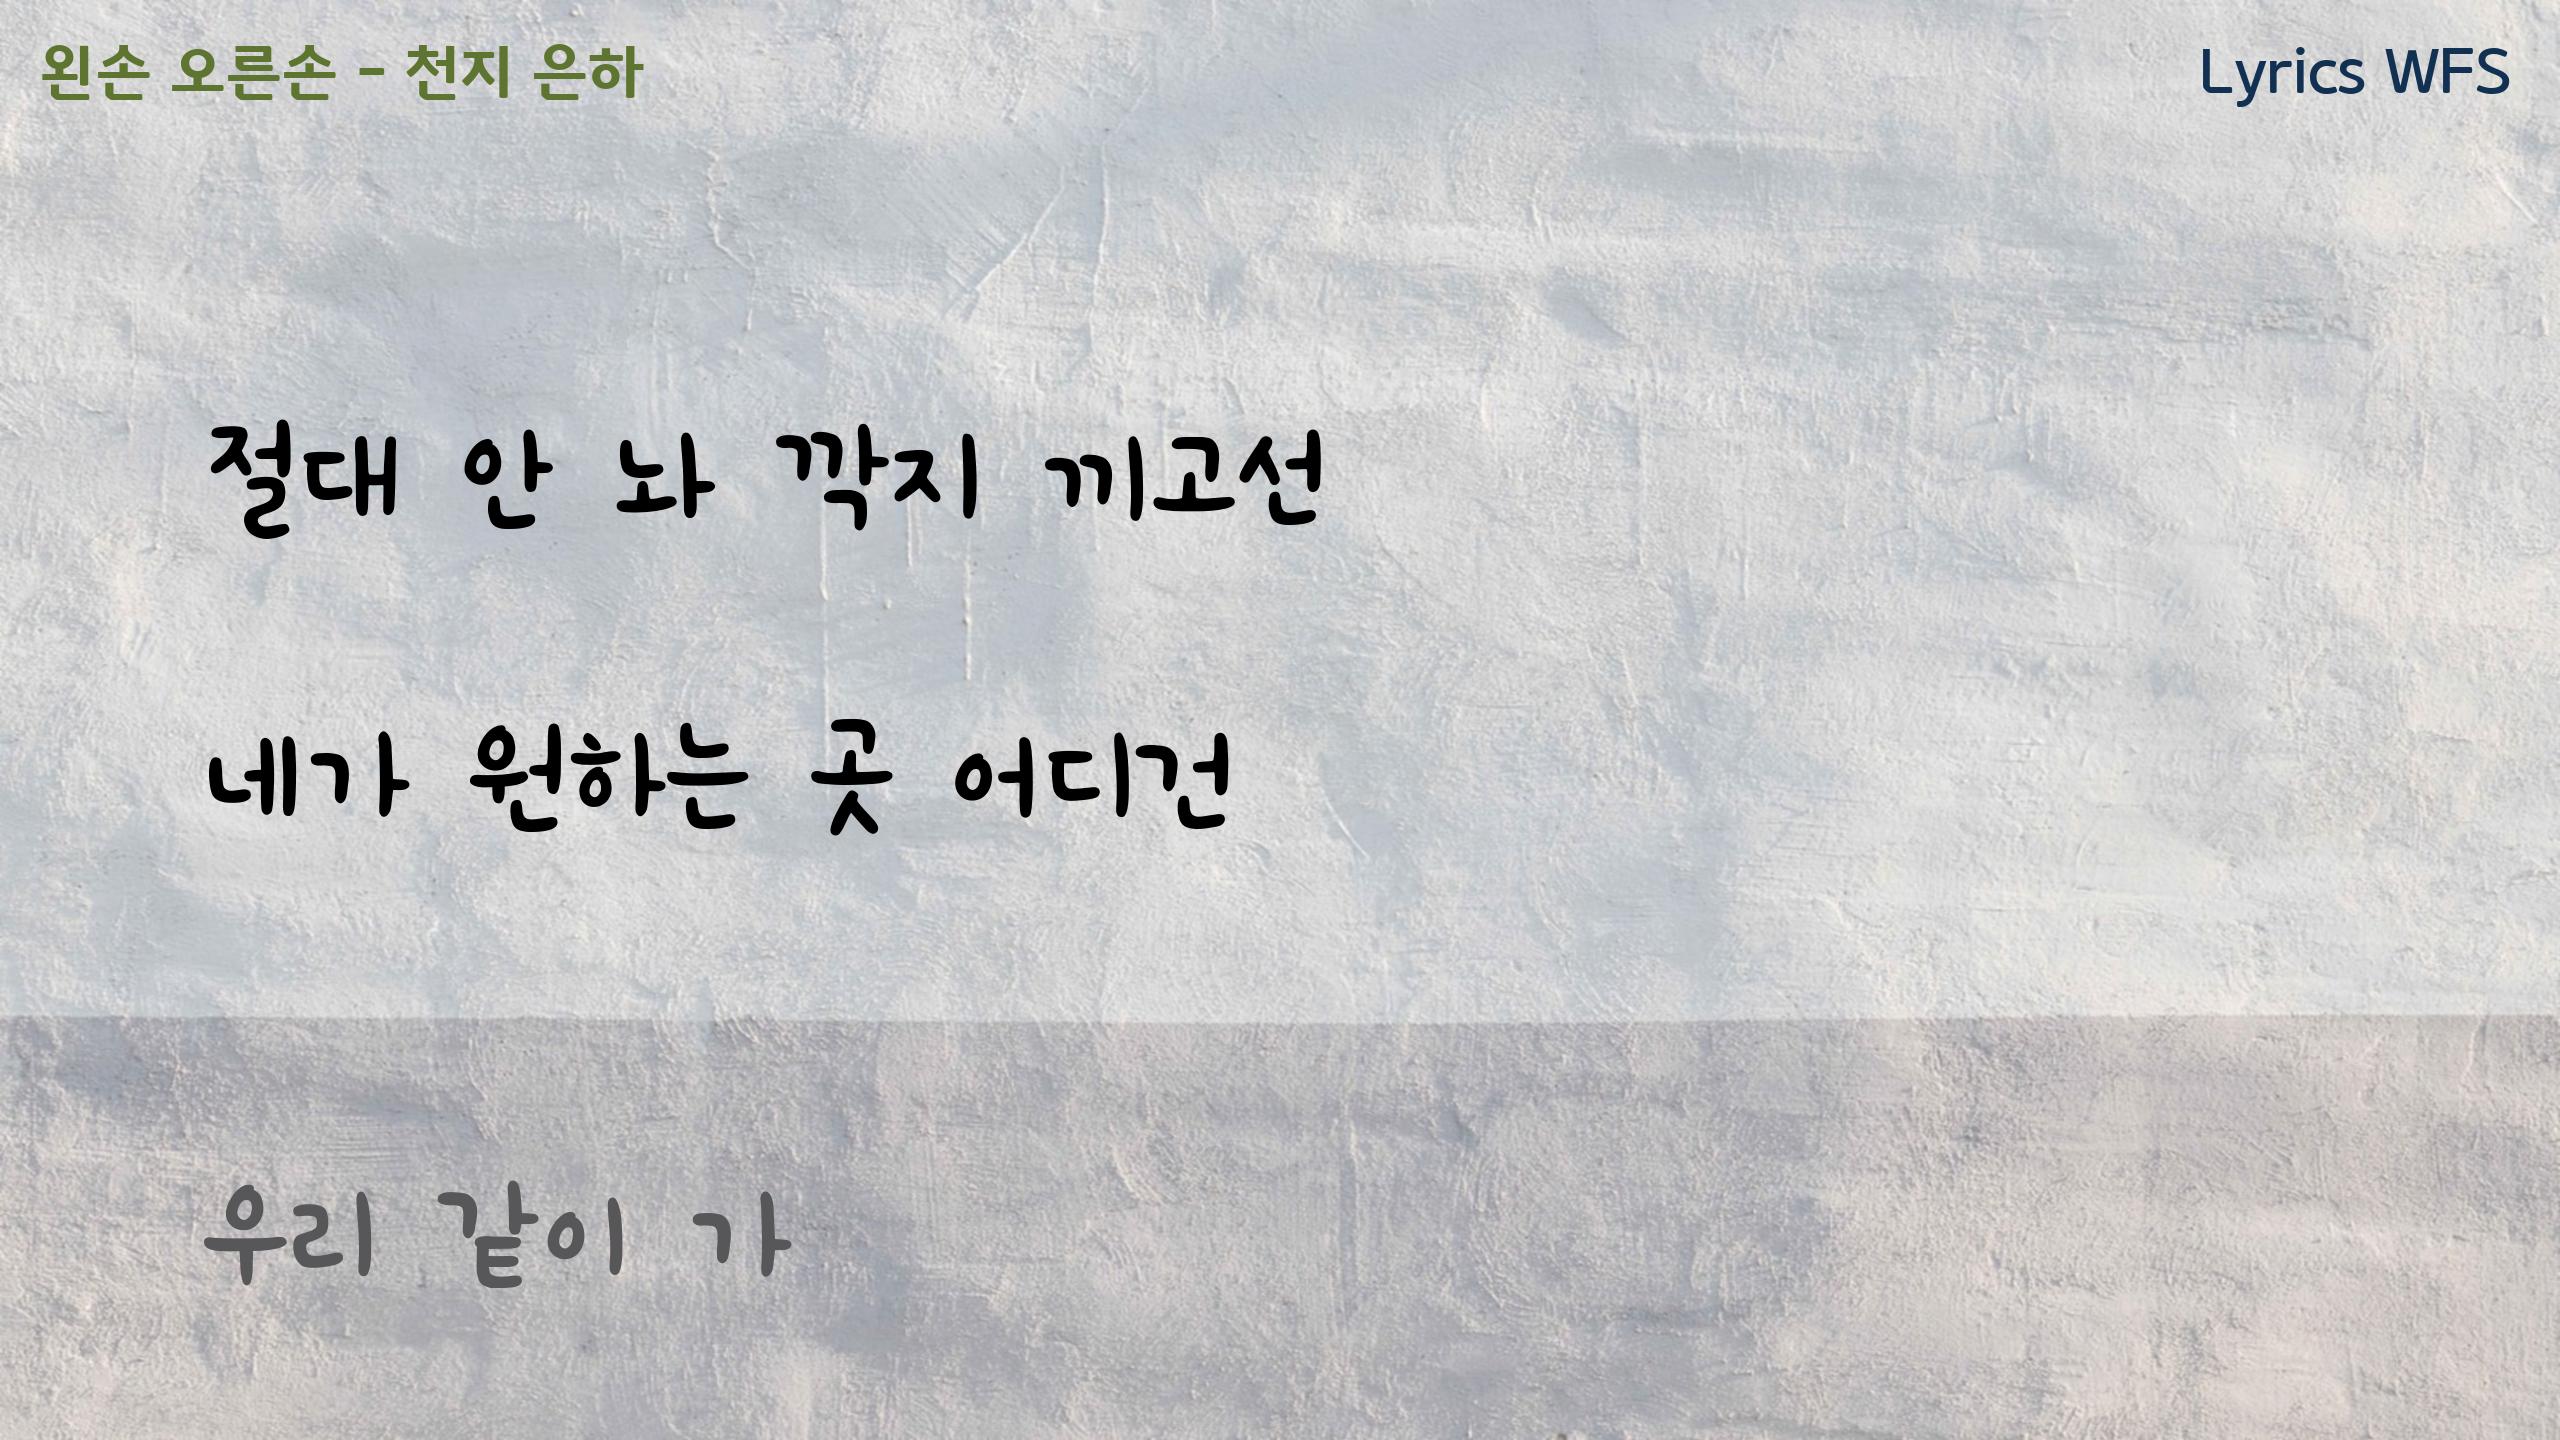 왼손 오른손 - 천지 은하
Lyrics WFS
절대 안 놔 깍지 끼고선
네가 원하는 곳 어디건
우리 같이 가